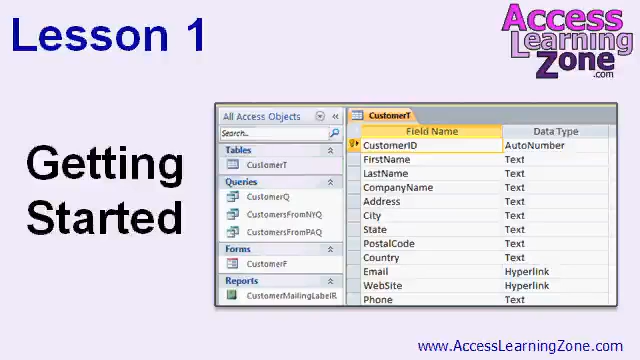 Lesson 1
Access
Learning
Zone
.com
Getting
Started
All Access Objects
Search...
Tables
CustomerT
Queries
CustomerQ
CustomersFromNYQ
CustomersFromPAQ
Forms
CustomerF
Reports
CustomerMailingLabelR
CustomerT
Field Name Data Type
CustomerID AutoNumber
FirstName Text
LastName Text
CompanyName Text
Address Text
City Text
State Text
PostalCode Text
Country Text
Email Hyperlink
WebSite Hyperlink
Phone Text
www.AccessLearningZone.com